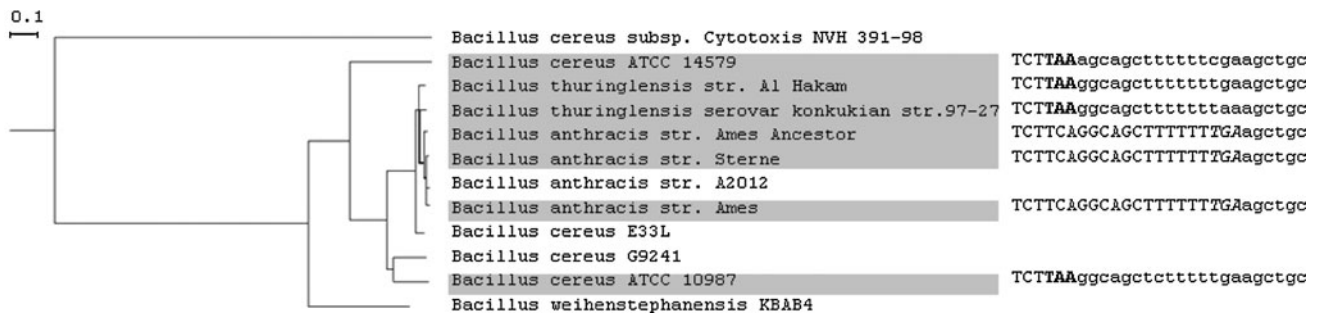 0.1
Bacillus cereus subsp. Cytotoxis NVH 391-98
Bacillus cereus ATCC 14579 TCTTAAagcagcttttttcgaagctgc
Bacillus thuringlensis str. Al Hakam TCTTAAggcagctttttttgaagctgc
Bacillus thuringlensis serovar konkukian str.97-27 TCTTAAggcagctttttttaaagctgc
Bacillus anthracis str. Ames Ancestor TCTTCAGGCAGCTTTTTTTGAagctgc
Bacillus anthracis str. Sterne TCTTCAGGCAGCTTTTTTTGAagctgc
Bacillus anthracis str. A2012
Bacillus anthracis str. Ames TCTTCAGGCAGCTTTTTTTGAagctgc
Bacillus cereus E33L
Bacillus cereus G9241
Bacillus cereus ATCC 10987 TCTTAAggcagctctttttgaagctgc
Bacillus weihenstephanensis KBAB4